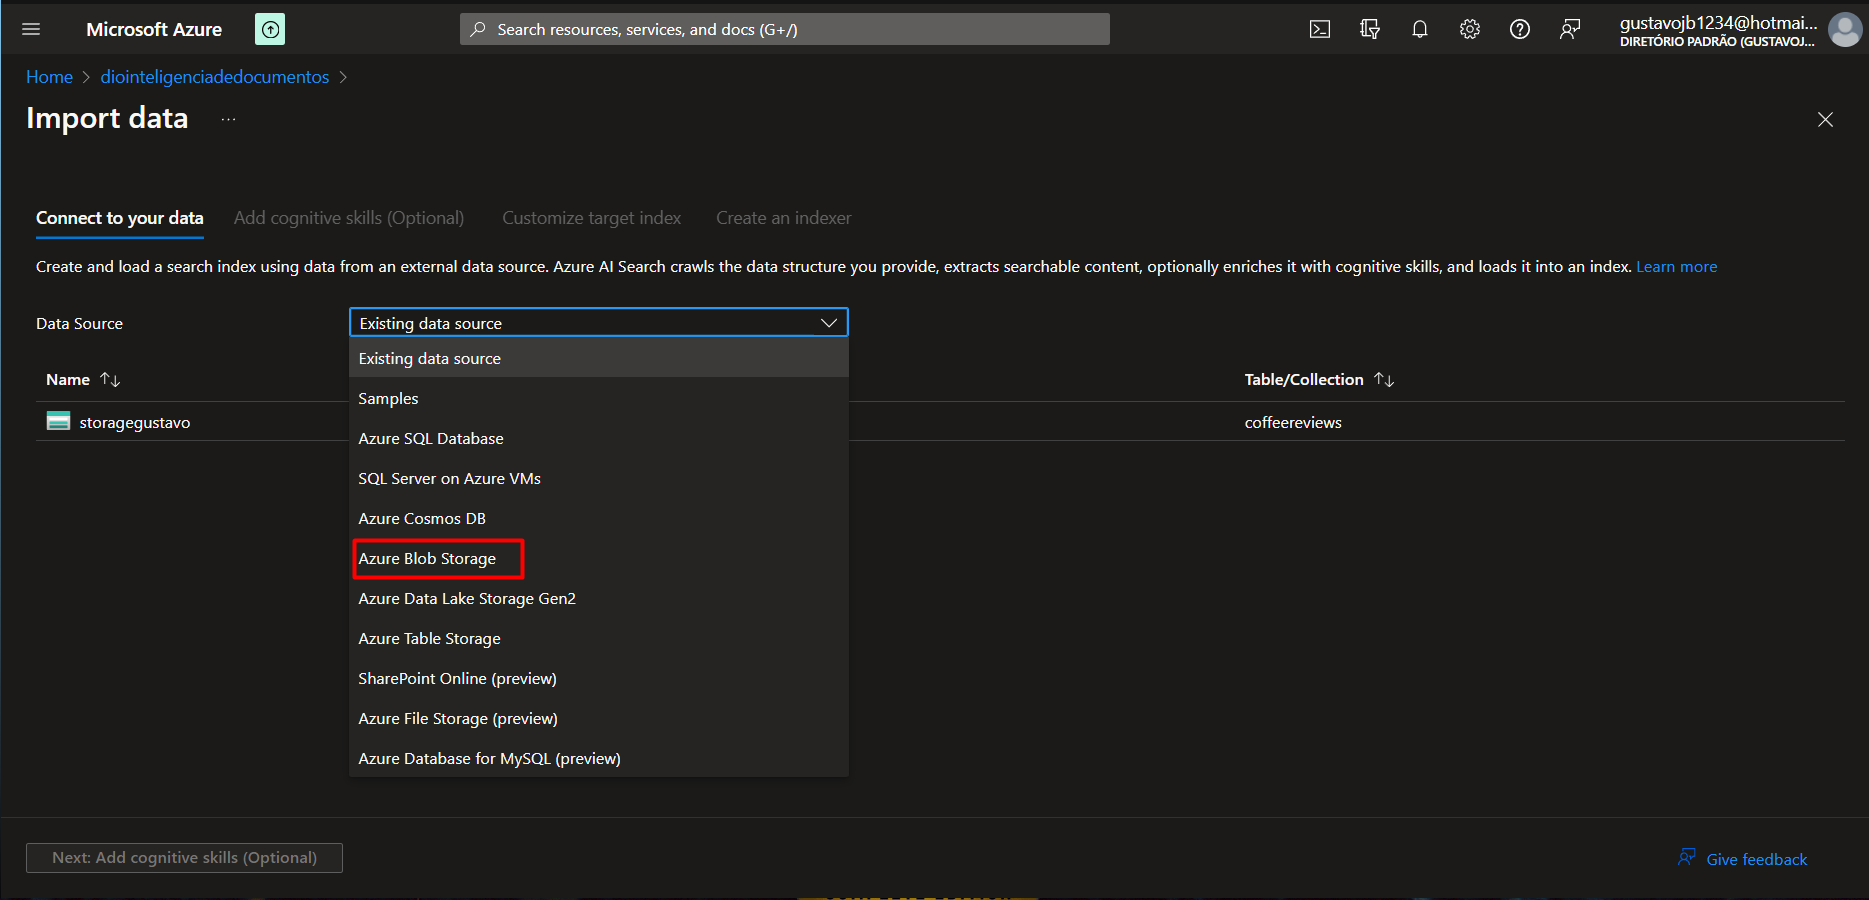 Microsoft Azure
Search resources, services, and docs (G+/)
gustavojb1234@hotmai...
DIRETÓRIO PADRÃO (GUSTAVOJ...
Home > diointeligenciadedocumentos >
Import data ...
Connect to your data Add cognitive skills (Optional) Customize target index Create an indexer
Create and load a search index using data from an external data source. Azure AI Search crawls the data structure you provide, extracts searchable content, optionally enriches it with cognitive skills, and loads it into an index. Learn more
Data Source Existing data source
Existing data source
Name Table/Collection
Samples
storagegustavo coffeereviews
Azure SQL Database
SQL Server on Azure VMs
Azure Cosmos DB
Azure Blob Storage
Azure Data Lake Storage Gen2
Azure Table Storage
SharePoint Online (preview)
Azure File Storage (preview)
Azure Database for MySQL (preview)
Next: Add cognitive skills (Optional) Give feedback